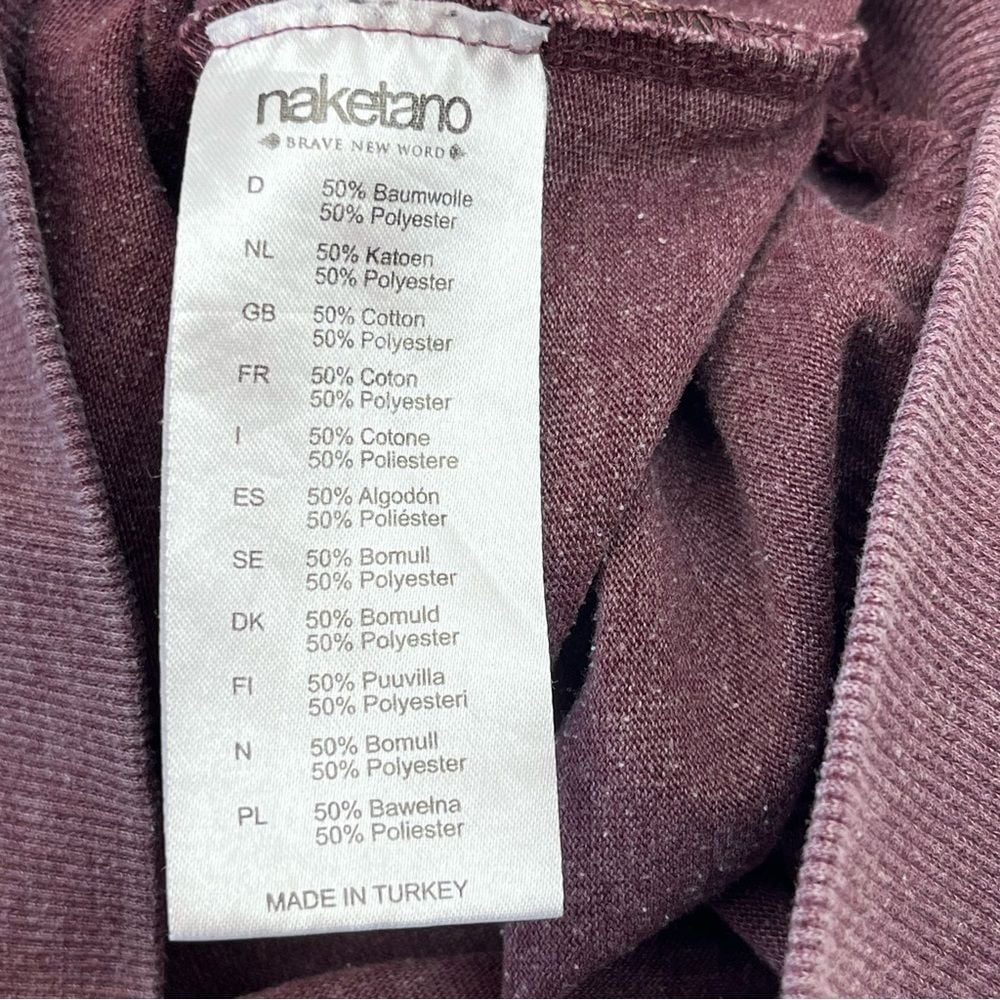 naketano
BRAVE NEW WORD
D 50% Baumwolle
50% Polyester
NL 50% Katoen
50% Polyester
GB 50% Cotton
50% Polyester
FR 50% Coton
50% Polyester
I 50% Cotone
50% Poliestere
ES 50% Algodón
50% Poliéster
SE 50% Bomull
50% Polyester
DK 50% Bomuld
50% Polyester
FI 50% Puuvilla
50% Polyesteri
N 50% Bomull
50% Polyester
PL 50% Bawełna
50% Poliester
MADE IN TURKEY